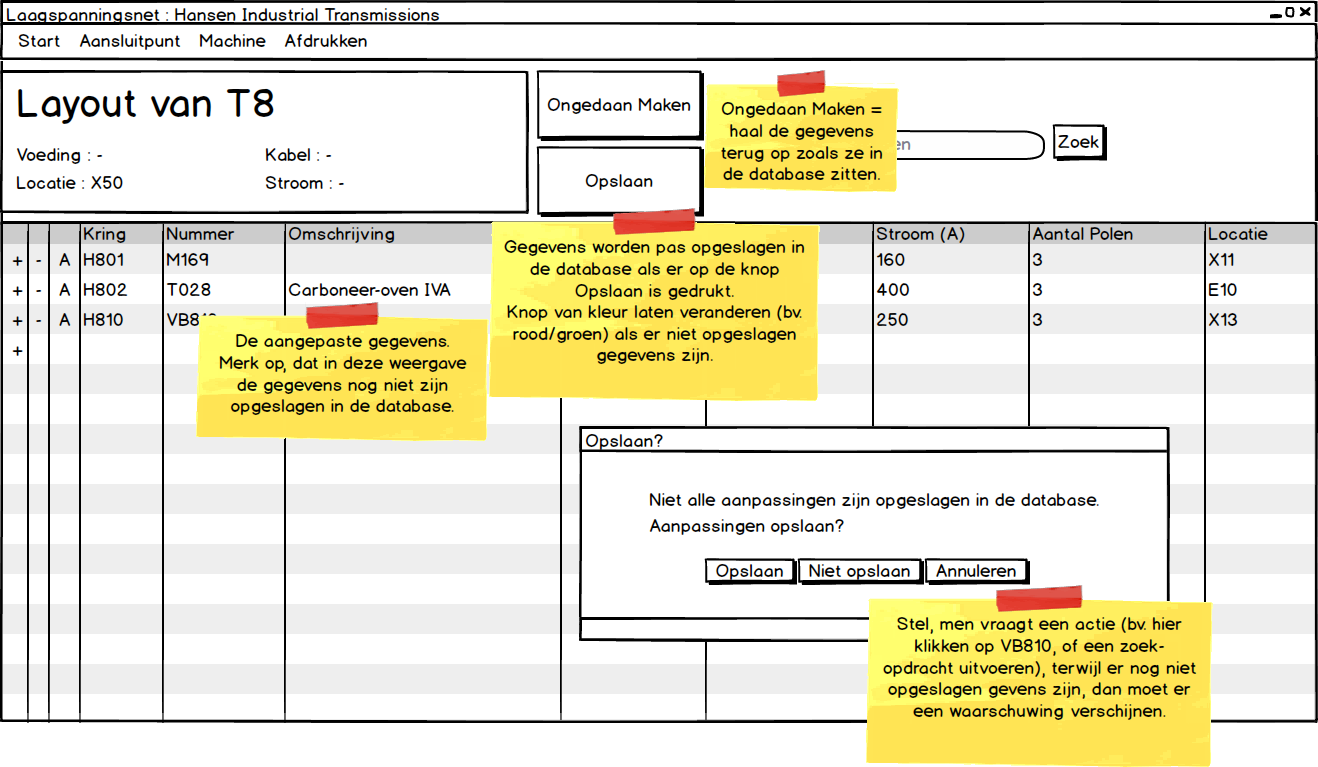 Laagspanningsnet : Hansen Industrial Transmissions
Start Aansluitpunt Machine Afdrukken
Layout van T8
Voeding : - Kabel : -
Locatie : X50 Stroom : -
Ongedaan Maken
Opslaan
Ongedaan Maken =
haal de gegevens
terug op zoals ze in
de database zitten.
en
Zoek
Kring Nummer Omschrijving Stroom (A) Aantal Polen Locatie
+ - A H801 M169 160 3 X11
+ - A H802 T028 Carboneer-oven IVA 400 3 E10
+ - A H810 VB810 250 3 X13
+
Gegevens worden pas opgeslagen in
de database als er op de knop
Opslaan is gedrukt.
Knop van kleur laten veranderen (bv.
rood/groen) als er niet opgeslagen
gegevens zijn.
De aangepaste gegevens.
Merk op, dat in deze weergave
de gegevens nog niet zijn
opgeslagen in de database.
Opslaan?
Niet alle aanpassingen zijn opgeslagen in de database.
Aanpassingen opslaan?
Opslaan Niet opslaan Annuleren
Stel, men vraagt een actie (bv. hier
klikken op VB810, of een zoek-
opdracht uitvoeren), terwijl er nog niet
opgeslagen gevens zijn, dan moet er
een waarschuwing verschijnen.